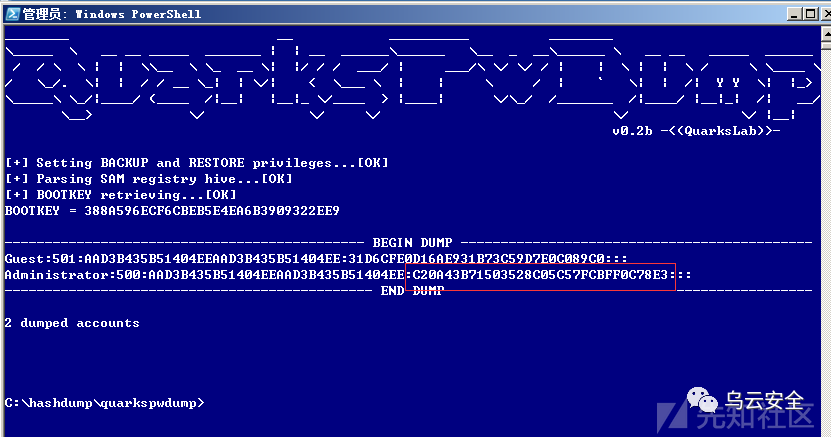 管理员: Windows PowerShell
QuarksPwDump
v0.2b -<(QuarksLab)>-
[+] Setting BACKUP and RESTORE privileges...[OK]
[+] Parsing SAM registry hive...[OK]
[+] BOOTKEY retrieving...[OK]
BOOTKEY = 388A596ECF6CBEB5E4EA6B3909322EE9
---------------------------------------------- BEGIN DUMP --------------------------------------------
Guest:501:AAD3B435B51404EEAAD3B435B51404EE:31D6CFE0D16AE931B73C59D7E0C089C0:::
Administrator:500:AAD3B435B51404EEAAD3B435B51404EE:C20A43B71503528C05C57FCBFF0C78E3:::
----------------------------------------------- END DUMP ---------------------------------------------
2 dumped accounts
C:\hashdump\quarkspwdump>
乌云安全
先知社区